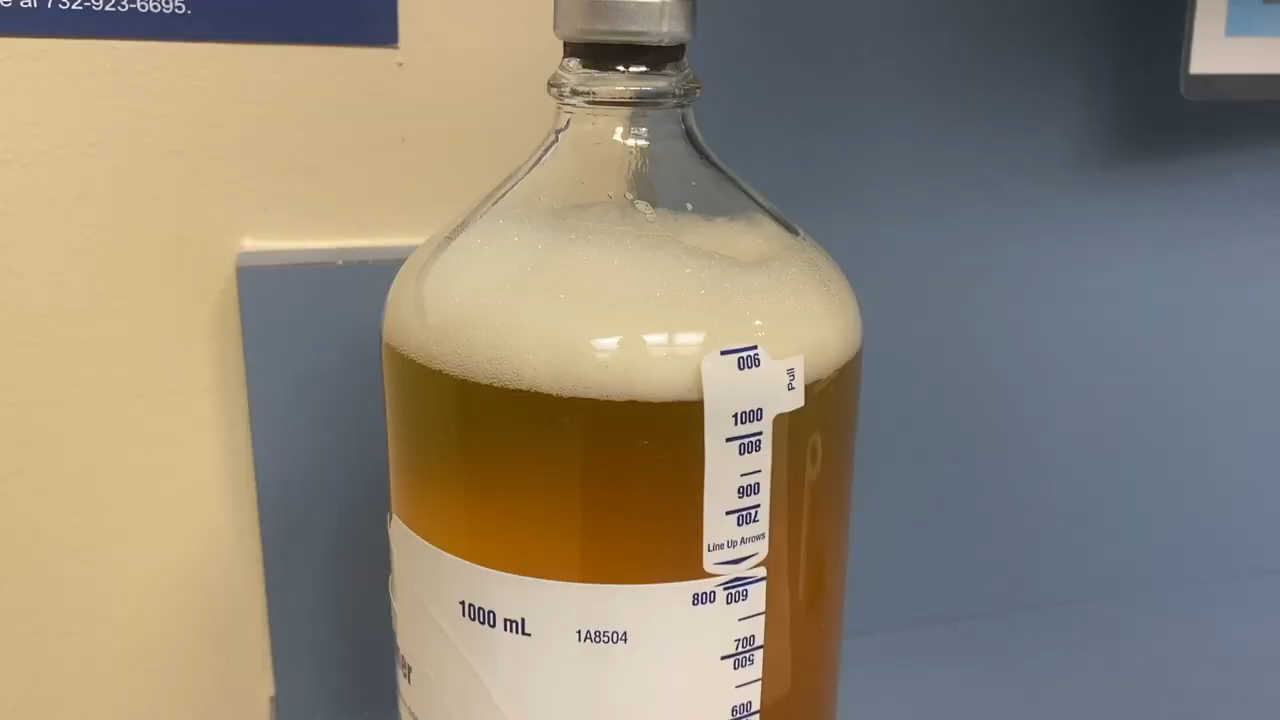 e at 732-923-6695.
900
Pull
1000
800
900
700
Line Up Arrows
800 600
1000 mL 1A8504
700
500
600